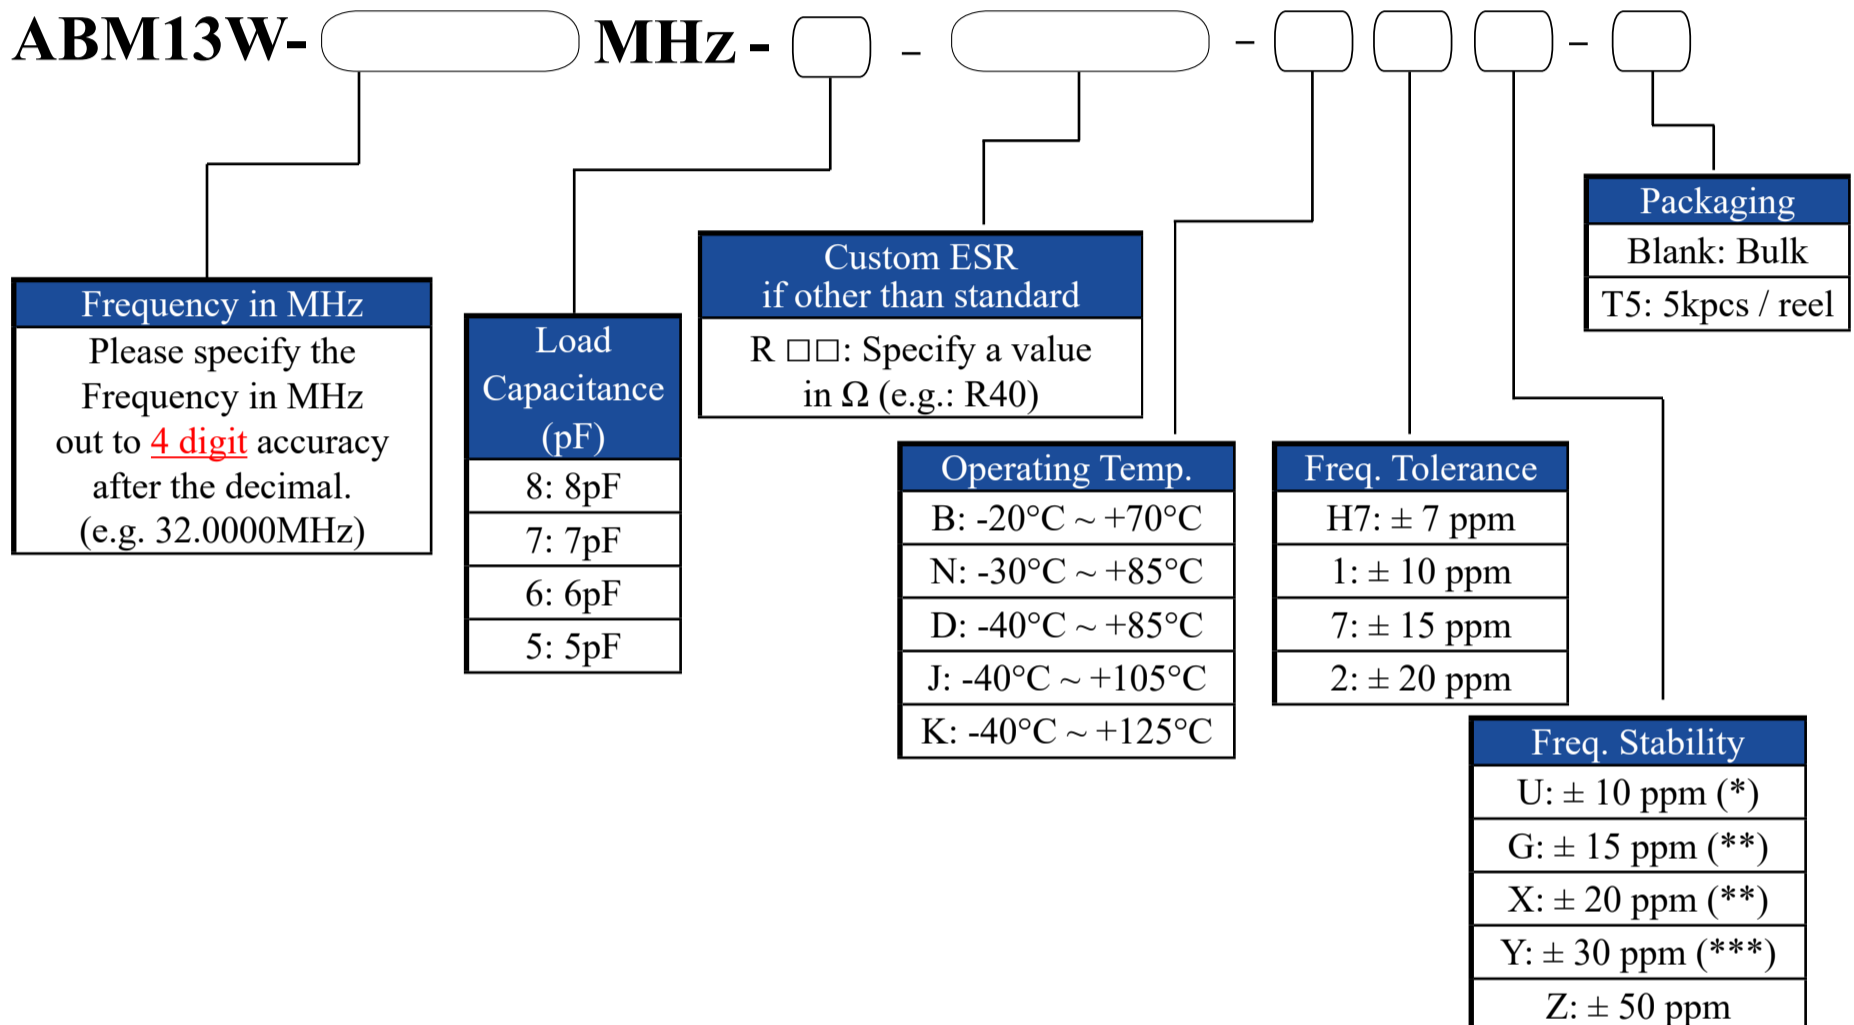 ABM13W- MHz - – – –
Frequency in MHz
Please specify the
Frequency in MHz
out to 4 digit accuracy
after the decimal.
(e.g. 32.0000MHz)
Load
Capacitance
(pF)
8: 8pF
7: 7pF
6: 6pF
5: 5pF
Custom ESR
if other than standard
R □□: Specify a value
in Ω (e.g.: R40)
Operating Temp.
B: -20°C ~ +70°C
N: -30°C ~ +85°C
D: -40°C ~ +85°C
J: -40°C ~ +105°C
K: -40°C ~ +125°C
Freq. Tolerance
H7: ± 7 ppm
1: ± 10 ppm
7: ± 15 ppm
2: ± 20 ppm
Freq. Stability
U: ± 10 ppm (*)
G: ± 15 ppm (**)
X: ± 20 ppm (**)
Y: ± 30 ppm (***)
Z: ± 50 ppm
Packaging
Blank: Bulk
T5: 5kpcs / reel